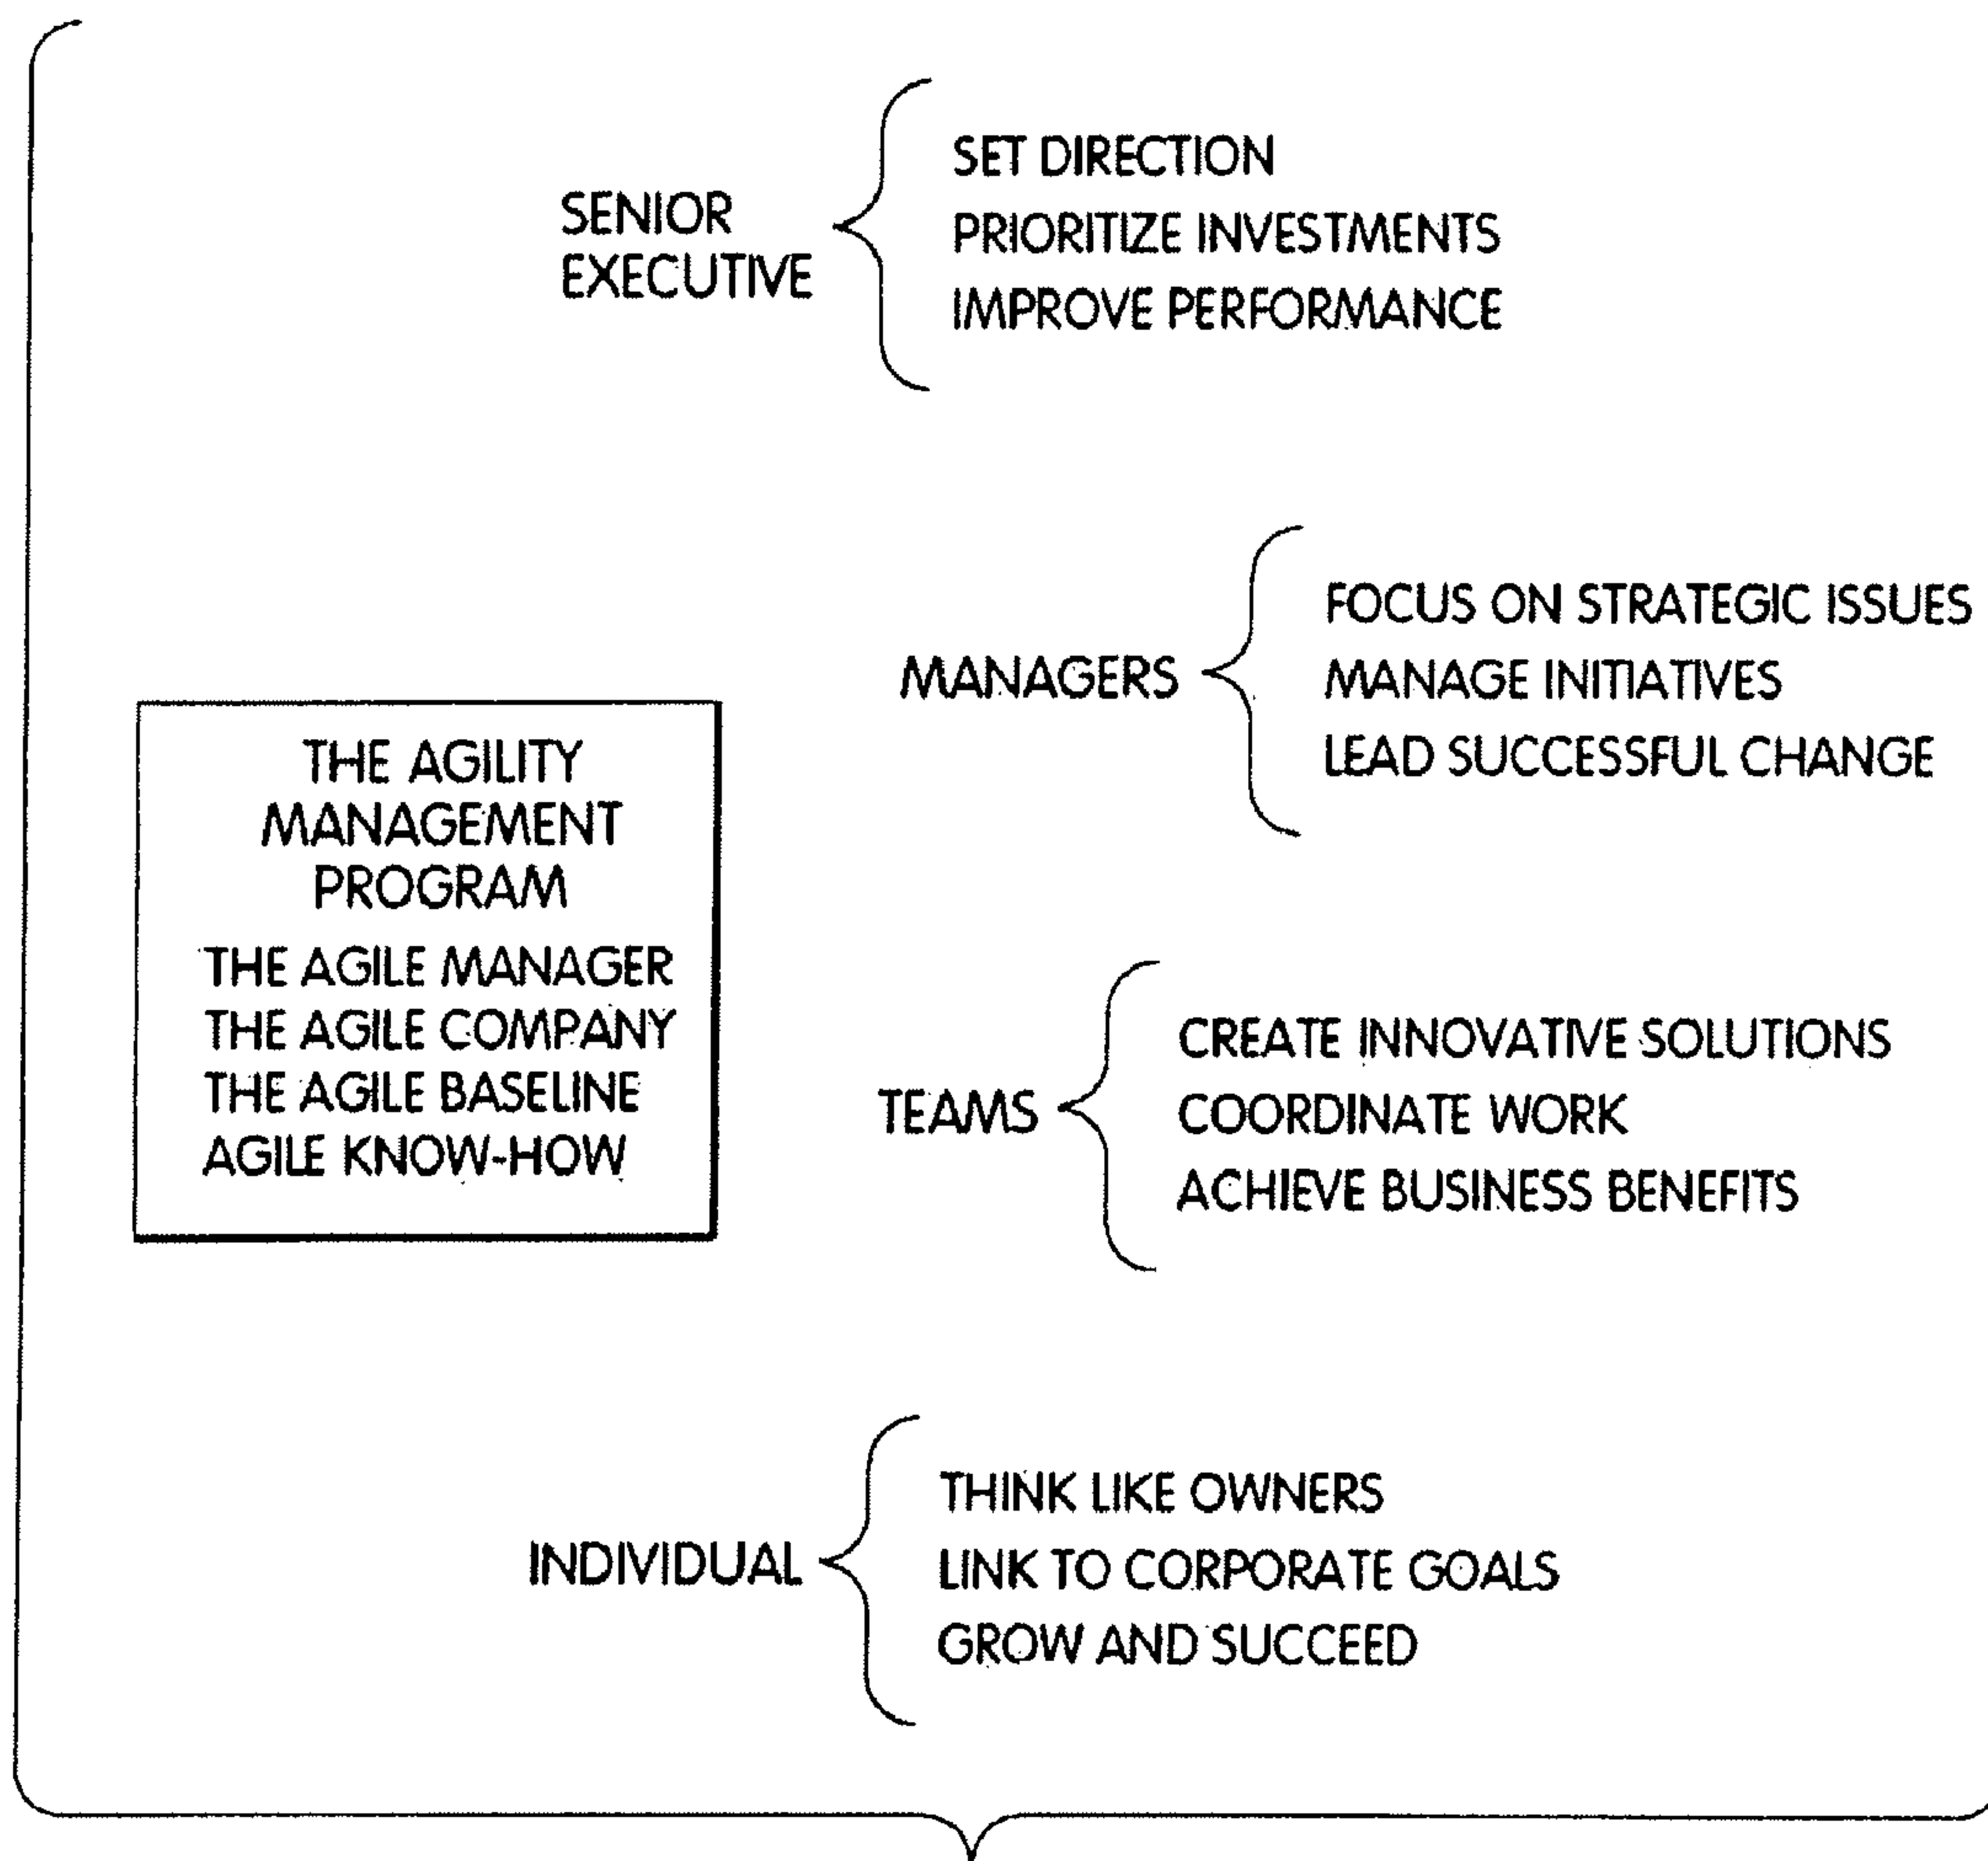 SENIOR
EXECUTIVE
SET DIRECTION
PRIORITIZE INVESTMENTS
IMPROVE PERFORMANCE
MANAGERS
FOCUS ON STRATEGIC ISSUES
MANAGE INITIATIVES
LEAD SUCCESSFUL CHANGE
THE AGILITY
MANAGEMENT
PROGRAM
THE AGILE MANAGER
THE AGILE COMPANY
THE AGILE BASELINE
AGILE KNOW-HOW
TEAMS
CREATE INNOVATIVE SOLUTIONS
COORDINATE WORK
ACHIEVE BUSINESS BENEFITS
INDIVIDUAL
THINK LIKE OWNERS
LINK TO CORPORATE GOALS
GROW AND SUCCEED